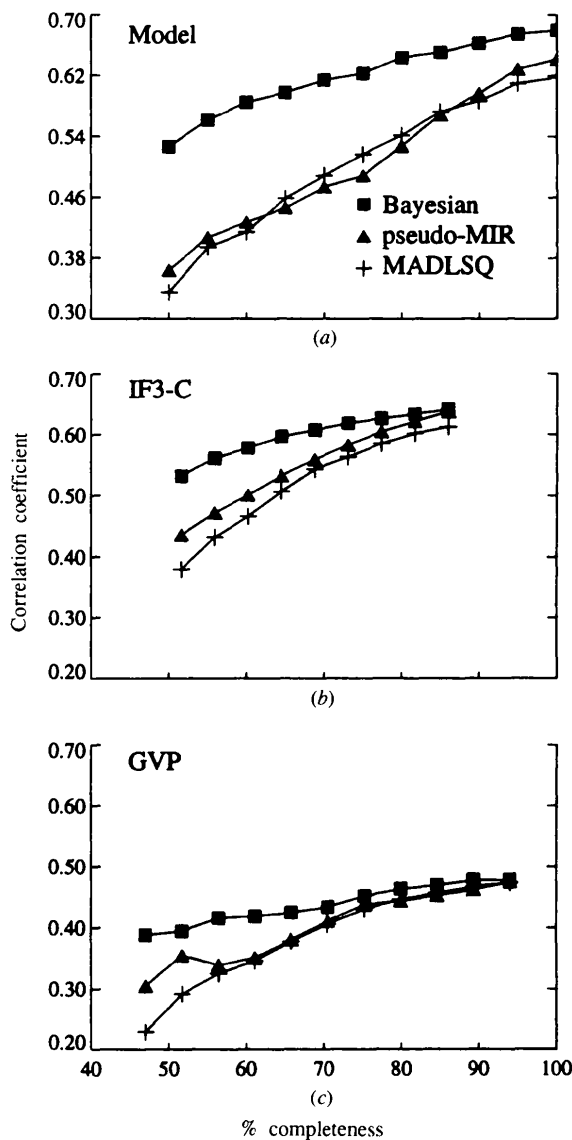 Model
0.70
0.62
0.54
0.46
0.38
0.30
Bayesian
pseudo-MIR
MADLSQ
(a)
IF3-C
0.70
0.60
0.50
0.40
0.30
0.20
(b)
Correlation coefficient
GVP
0.70
0.60
0.50
0.40
0.30
0.20
40 50 60 70 80 90 100
(c)
% completeness